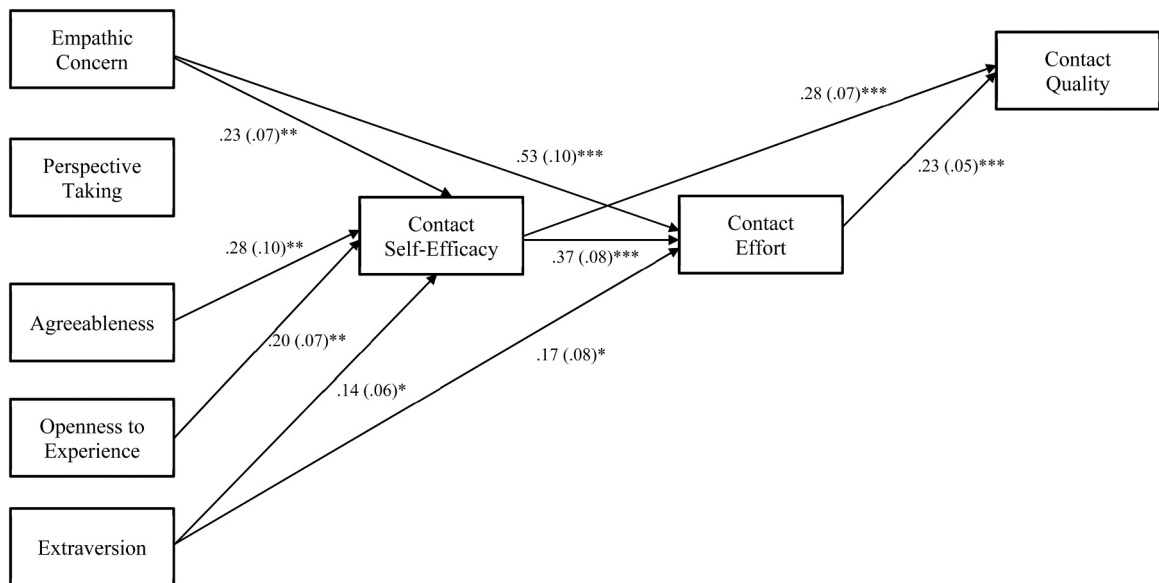 Empathic
Concern
Contact
Quality
.28 (.07)***
.23 (.07)**
.53 (.10)***
Perspective
Taking
.23 (.05)***
Contact
Self-Efficacy
Contact
Effort
.28 (.10)**
.37 (.08)***
Agreeableness
.20 (.07)**
.17 (.08)*
.14 (.06)*
Openness to
Experience
Extraversion